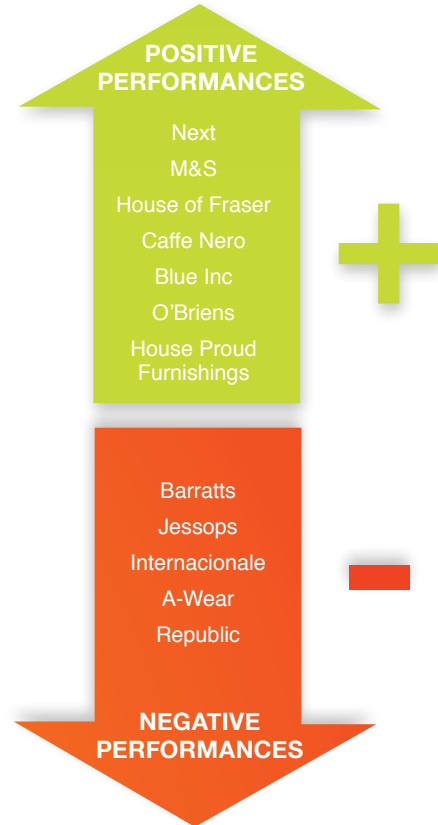 POSITIVE
PERFORMANCES
Next
M&S
House of Fraser
Caffe Nero
Blue Inc
O’Briens
House Proud
Furnishings
Barratts
Jessops
Internacionale
A-Wear
Republic
NEGATIVE
PERFORMANCES